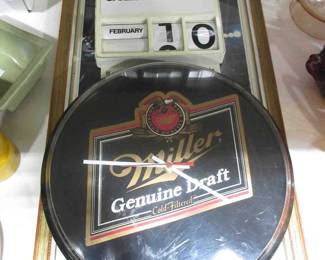 FEBRUARY 10
Miller
Genuine Draft
Cold-Filtered